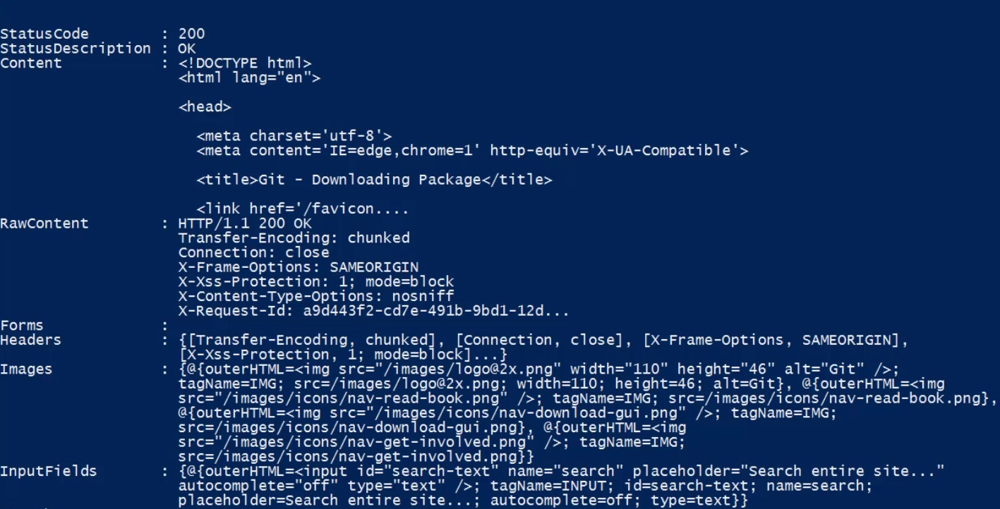 StatusCode        : 200
StatusDescription : OK
Content           : <!DOCTYPE html>
                    <html lang="en">

                    <head>

                      <meta charset='utf-8'>
                      <meta content='IE=edge,chrome=1' http-equiv='X-UA-Compatible'>

                      <title>Git - Downloading Package</title>

                      <link href='/favicon....
RawContent        : HTTP/1.1 200 OK
                    Transfer-Encoding: chunked
                    Connection: close
                    X-Frame-Options: SAMEORIGIN
                    X-Xss-Protection: 1; mode=block
                    X-Content-Type-Options: nosniff
                    X-Request-Id: a9d443f2-cd7e-491b-9bd1-12d...
Forms             :
Headers           : {[Transfer-Encoding, chunked], [Connection, close], [X-Frame-Options, SAMEORIGIN],
                    [X-Xss-Protection, 1; mode=block]...}
Images            : {@{outerHTML=<img src="/images/logo@2x.png" width="110" height="46" alt="Git" />;
                    tagName=IMG; src=/images/logo@2x.png; width=110; height=46; alt=Git}, @{outerHTML=<img
                    src="/images/icons/nav-read-book.png" />; tagName=IMG; src=/images/icons/nav-read-book.png},
                    @{outerHTML=<img src="/images/icons/nav-download-gui.png" />; tagName=IMG;
                    src=/images/icons/nav-download-gui.png}, @{outerHTML=<img
                    src="/images/icons/nav-get-involved.png" />; tagName=IMG;
                    src=/images/icons/nav-get-involved.png}}
InputFields       : {@{outerHTML=<input id="search-text" name="search" placeholder="Search entire site..."
                    autocomplete="off" type="text" />; tagName=INPUT; id=search-text; name=search;
                    placeholder=Search entire site...; autocomplete=off; type=text}}